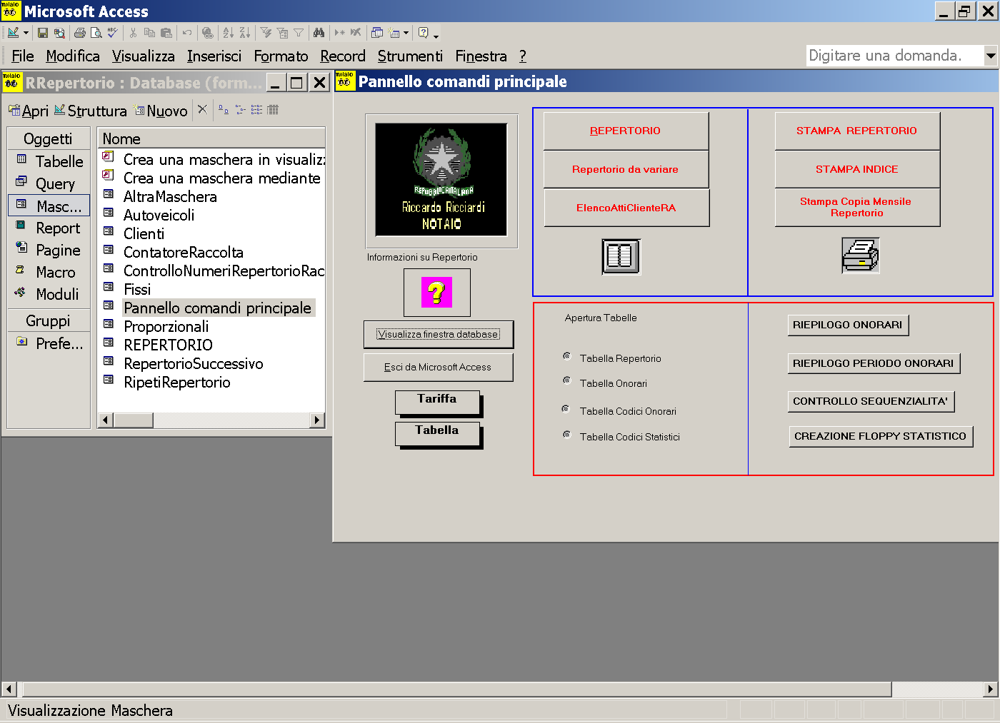 Microsoft Access
File Modifica Visualizza Inserisci Formato Record Strumenti Finestra ?
Digitare una domanda.
RRepertorio : Database (form...
Apri Struttura Nuovo
Oggetti
Tabelle
Query
Masc...
Report
Pagine
Macro
Moduli
Gruppi
Prefe...
Nome
Crea una maschera in visualiz
Crea una maschera mediante
AltraMaschera
Autoveicoli
Clienti
ContatoreRaccolta
ControlloNumeriRepertorioRac
Fissi
Pannello comandi principale
Proporzionali
REPERTORIO
RepertorioSuccessivo
RipetiRepertorio
Pannello comandi principale
REPVBBLICA ITALIANA
Riccardo Ricciardi
NOTAIO
Informazioni su Repertorio
?
Visualizza finestra database
Esci da Microsoft Access
Tariffa
Tabella
REPERTORIO
Repertorio da variare
ElencoAttiClienteRA
STAMPA REPERTORIO
STAMPA INDICE
Stampa Copia Mensile
Repertorio
Apertura Tabelle
Tabella Repertorio
Tabella Onorari
Tabella Codici Onorari
Tabella Codici Statistici
RIEPILOGO ONORARI
RIEPILOGO PERIODO ONORARI
CONTROLLO SEQUENZIALITA'
CREAZIONE FLOPPY STATISTICO
Visualizzazione Maschera